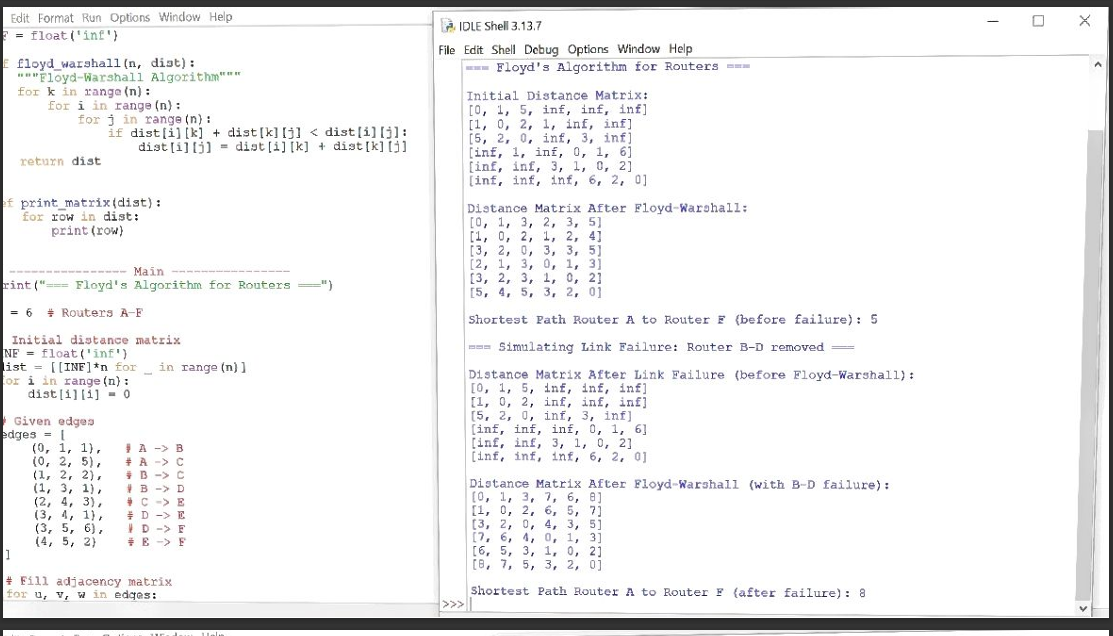 Edit Format Run Options Window Help
F = float('inf')
f floyd_warshall(n, dist):
"""Floyd-Warshall Algorithm"""
for k in range(n):
for i in range(n):
for j in range(n):
if dist[i][k] + dist[k][j] < dist[i][j]:
dist[i][j] = dist[i][k] + dist[k][j]
return dist
ef print_matrix(dist):
for row in dist:
print(row)
---------------- Main ----------------
rint("=== Floyd's Algorithm for Routers ===")
= 6 # Routers A-F
Initial distance matrix
NF = float('inf')
list = [[INF]*n for _ in range(n)]
or i in range(n):
dist[i][i] = 0
# Given edges
edges = [
(0, 1, 1), # A -> B
(0, 2, 5), # A -> C
(1, 2, 2), # B -> C
(1, 3, 1), # B -> D
(2, 4, 3), # C -> E
(3, 4, 1), # D -> E
(3, 5, 6), # D -> F
(4, 5, 2) # E -> F
]
# Fill adjacency matrix
for u, v, w in edges:
IDLE Shell 3.13.7
File Edit Shell Debug Options Window Help
=== Floyd's Algorithm for Routers ===
Initial Distance Matrix:
[0, 1, 5, inf, inf, inf]
[1, 0, 2, 1, inf, inf]
[5, 2, 0, inf, 3, inf]
[inf, 1, inf, 0, 1, 6]
[inf, inf, 3, 1, 0, 2]
[inf, inf, inf, 6, 2, 0]
Distance Matrix After Floyd-Warshall:
[0, 1, 3, 2, 3, 5]
[1, 0, 2, 1, 2, 4]
[3, 2, 0, 3, 3, 5]
[2, 1, 3, 0, 1, 3]
[3, 2, 3, 1, 0, 2]
[5, 4, 5, 3, 2, 0]
Shortest Path Router A to Router F (before failure): 5
=== Simulating Link Failure: Router B-D removed ===
Distance Matrix After Link Failure (before Floyd-Warshall):
[0, 1, 5, inf, inf, inf]
[1, 0, 2, inf, inf, inf]
[5, 2, 0, inf, 3, inf]
[inf, inf, inf, 0, 1, 6]
[inf, inf, 3, 1, 0, 2]
[inf, inf, inf, 6, 2, 0]
Distance Matrix After Floyd-Warshall (with B-D failure):
[0, 1, 3, 7, 6, 8]
[1, 0, 2, 6, 5, 7]
[3, 2, 0, 4, 3, 5]
[7, 6, 4, 0, 1, 3]
[6, 5, 3, 1, 0, 2]
[8, 7, 5, 3, 2, 0]
Shortest Path Router A to Router F (after failure): 8
>>>